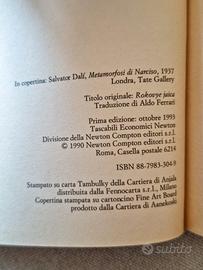 In copertina: Salvator Dalí, Metamorfosi di Narciso, 1937
Londra, Tate Gallery
Titolo originale: Rokovye jaica
Traduzione di Aldo Ferrari
Prima edizione: ottobre 1993
Tascabili Economici Newton
Divisione della Newton Compton editori s.r.l.
© 1990 Newton Compton editori s.r.l.
Roma, Casella postale 6214
ISBN 88-7983-304-9
Stampato su carta Tambulky della Cartiera di Anjala
distribuita dalla Fennocarta s.r.l., Milano
Copertina stampata su cartoncino Fine Art Board
prodotto dalla Cartiera di Aanekoski
subito